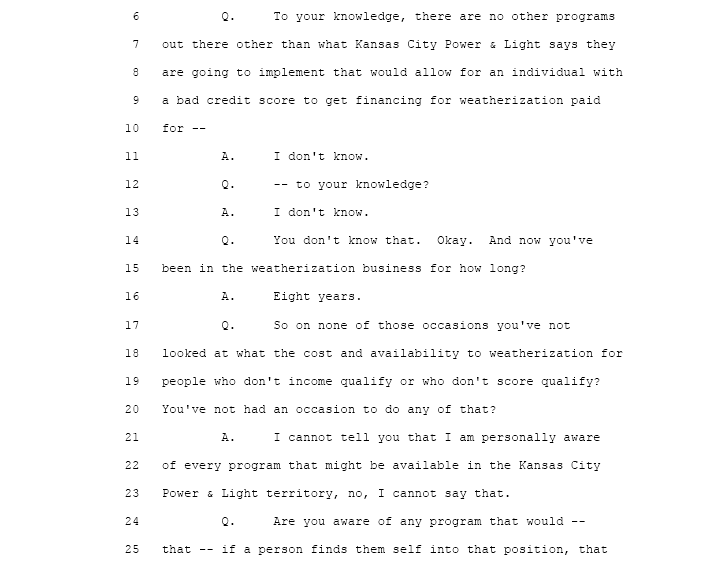 6 Q. To your knowledge, there are no other programs
7 out there other than what Kansas City Power & Light says they
8 are going to implement that would allow for an individual with
9 a bad credit score to get financing for weatherization paid
10 for --
11 A. I don't know.
12 Q. -- to your knowledge?
13 A. I don't know.
14 Q. You don't know that. Okay. And now you've
15 been in the weatherization business for how long?
16 A. Eight years.
17 Q. So on none of those occasions you've not
18 looked at what the cost and availability to weatherization for
19 people who don't income qualify or who don't score qualify?
20 You've not had an occasion to do any of that?
21 A. I cannot tell you that I am personally aware
22 of every program that might be available in the Kansas City
23 Power & Light territory, no, I cannot say that.
24 Q. Are you aware of any program that would --
25 that -- if a person finds them self into that position, that